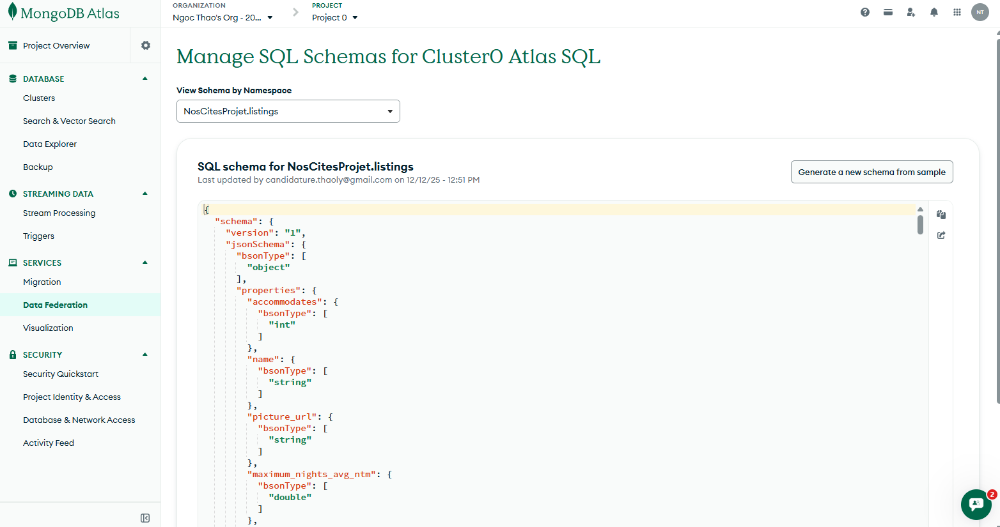 MongoDB Atlas
ORGANIZATION
Ngoc Thao's Org - 20...
PROJECT
Project 0
NT
Project Overview
DATABASE
Clusters
Search & Vector Search
Data Explorer
Backup
STREAMING DATA
Stream Processing
Triggers
SERVICES
Migration
Data Federation
Visualization
SECURITY
Security Quickstart
Project Identity & Access
Database & Network Access
Activity Feed
Manage SQL Schemas for Cluster0 Atlas SQL
View Schema by Namespace
NosCitesProjet.listings
SQL schema for NosCitesProjet.listings
Last updated by candidature.thaoly@gmail.com on 12/12/25 - 12:51 PM
Generate a new schema from sample
{
"schema": {
"version": "1",
"jsonSchema": {
"bsonType": [
"object"
],
"properties": {
"accommodates": {
"bsonType": [
"int"
]
},
"name": {
"bsonType": [
"string"
]
},
"picture_url": {
"bsonType": [
"string"
]
},
"maximum_nights_avg_ntm": {
"bsonType": [
"double"
]
},
2